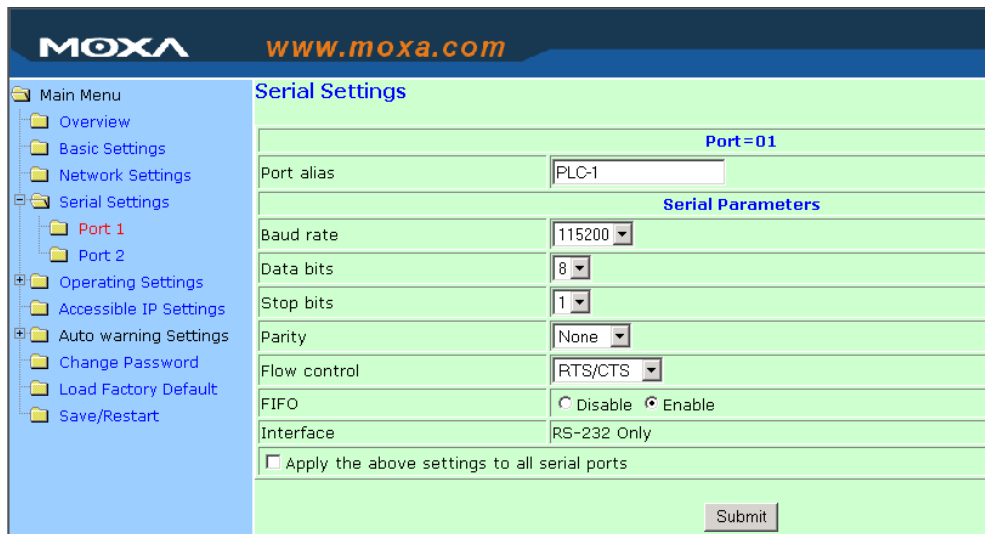 MOXA www.moxa.com
Main Menu
Overview
Basic Settings
Network Settings
Serial Settings
Port 1
Port 2
Operating Settings
Accessible IP Settings
Auto warning Settings
Change Password
Load Factory Default
Save/Restart
Serial Settings
Port=01
Port alias PLC-1
Serial Parameters
Baud rate 115200
Data bits 8
Stop bits 1
Parity None
Flow control RTS/CTS
FIFO Disable Enable
Interface RS-232 Only
Apply the above settings to all serial ports
Submit